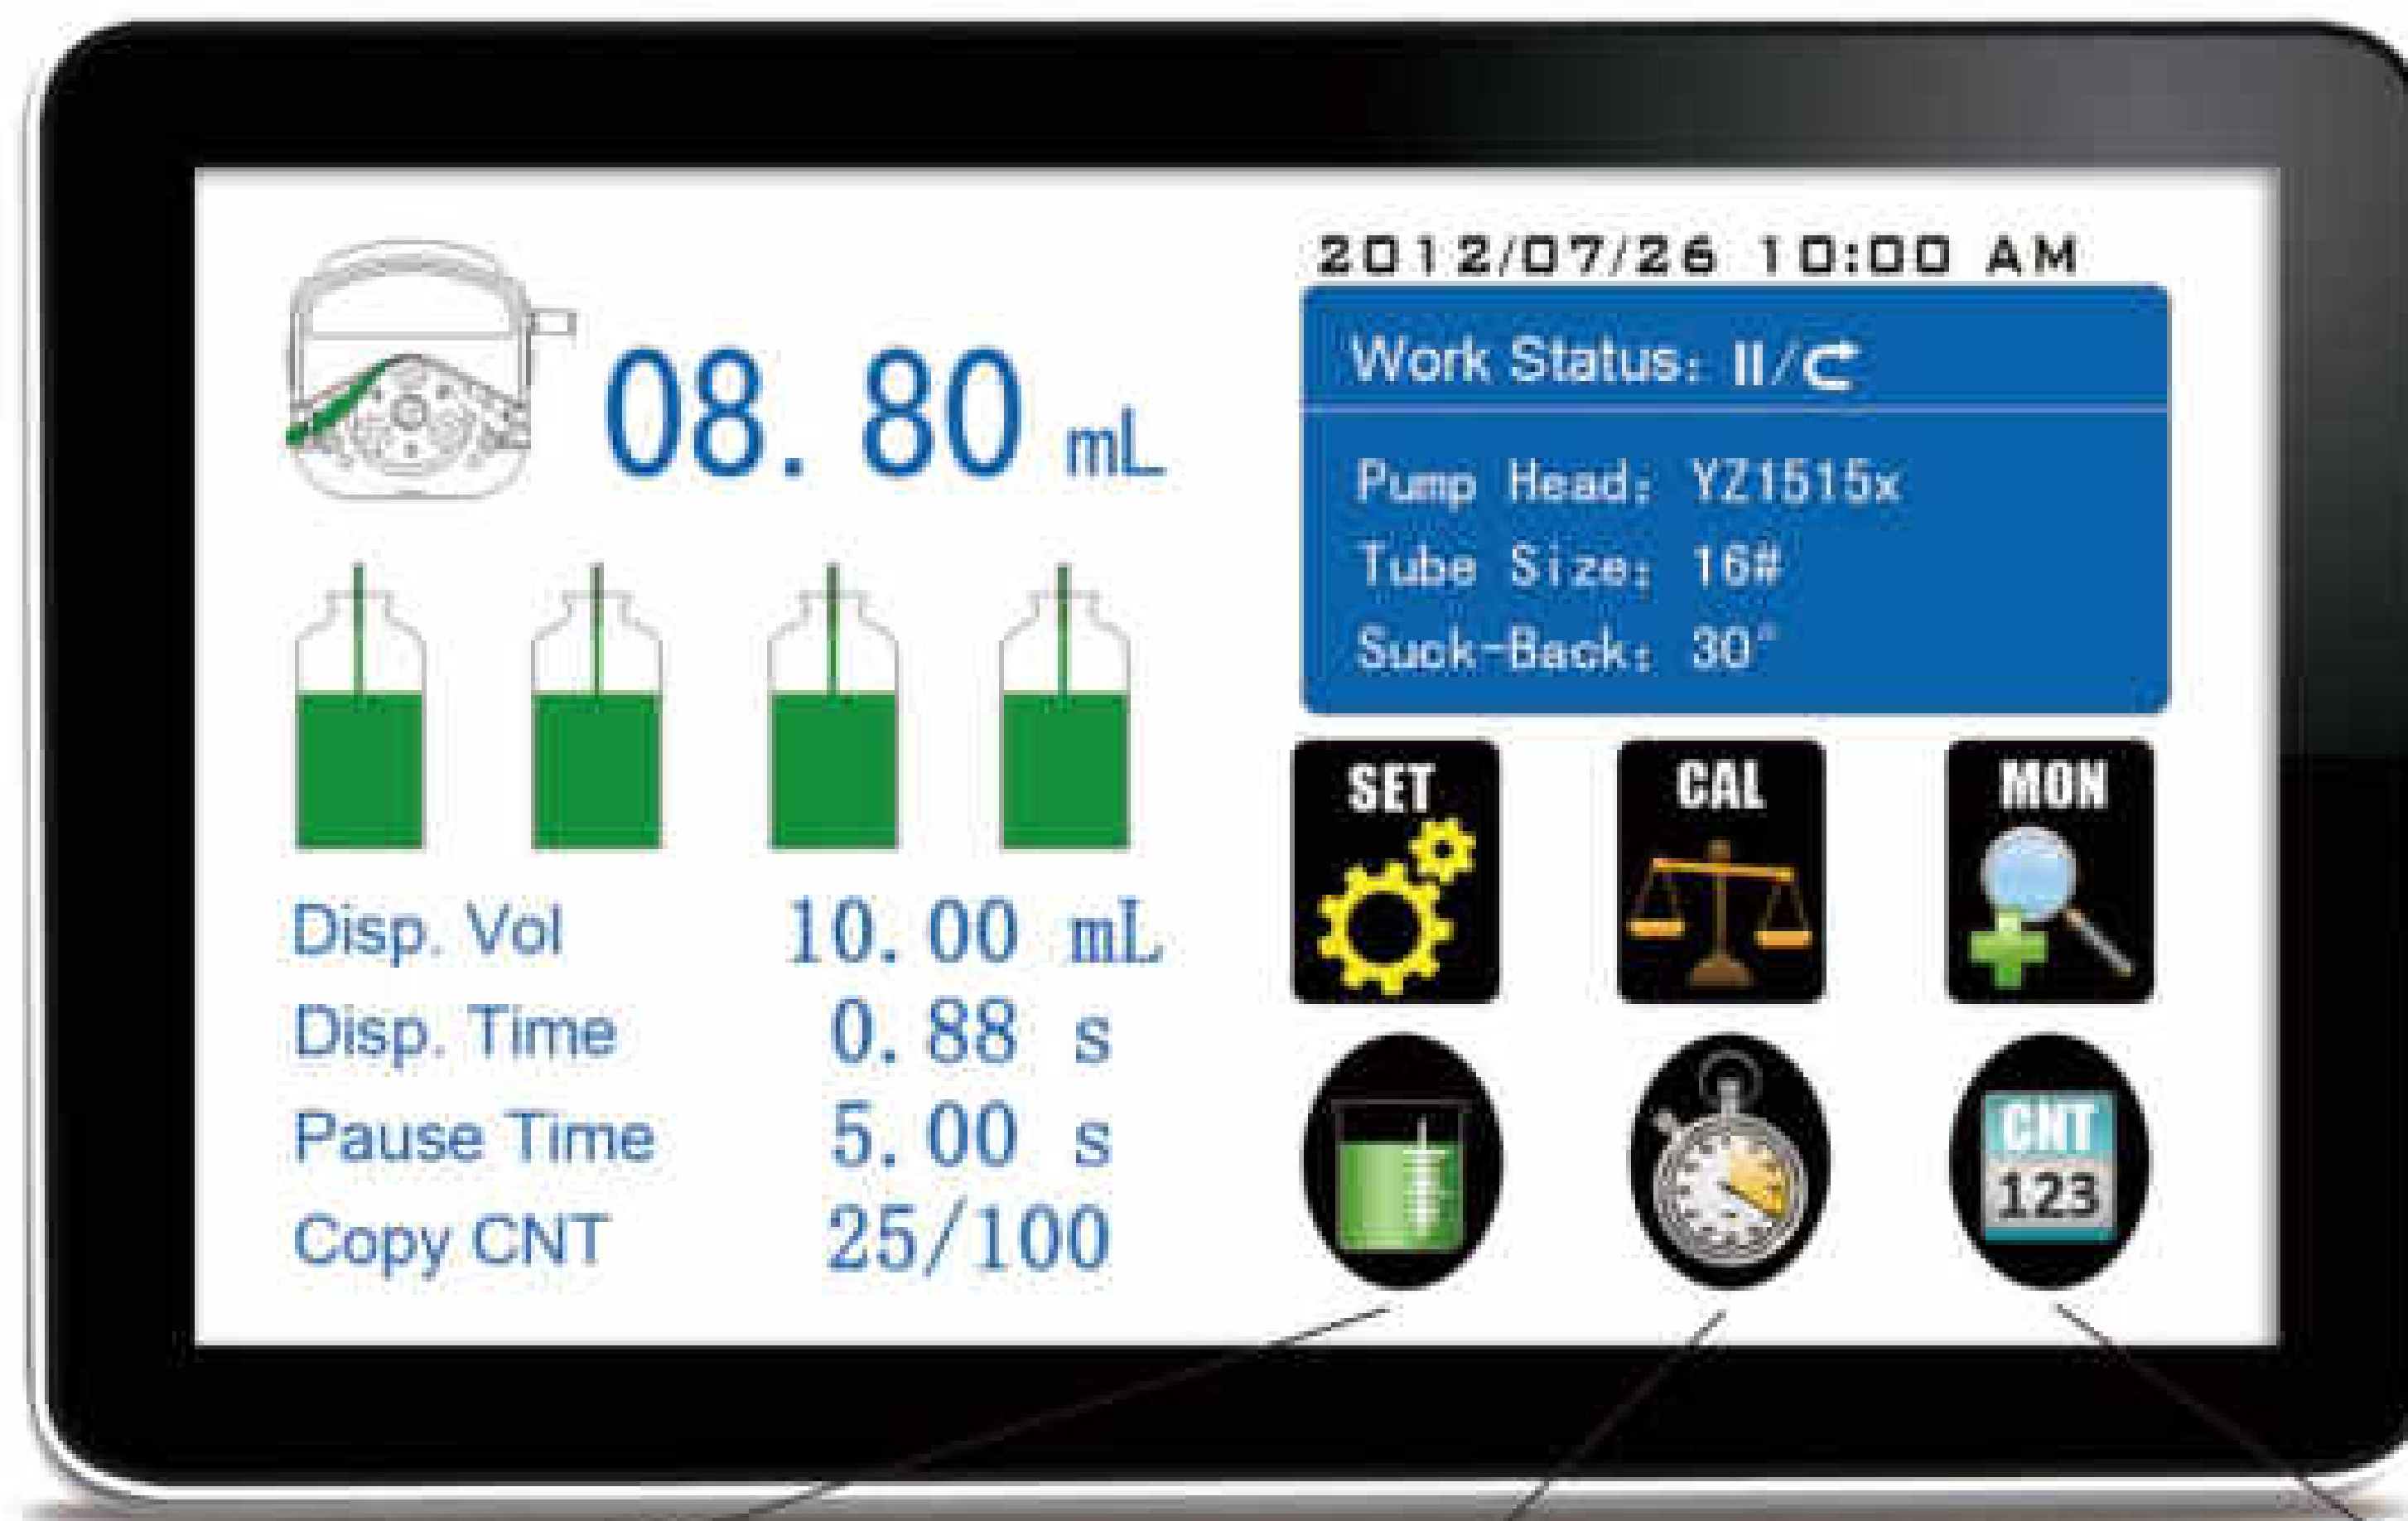 2012/07/26 10:00 AM
08.80 mL
Work Status: II/
Pump Head: YZ1515x
Tube Size: 16#
Suck-Back: 30°
SET
CAL
MON
Disp. Vol 10.00 mL
Disp. Time 0.88 s
Pause Time 5.00 s
Copy CNT 25/100
CNT
123